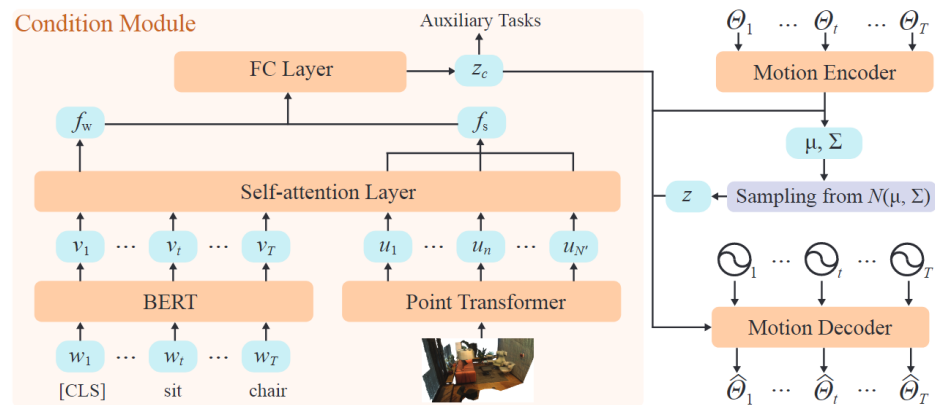 Condition Module
Auxiliary Tasks
FC Layer
z_c
f_w
f_s
Self-attention Layer
v_1 ... v_t ... v_T
u_1 ... u_n ... u_N'
BERT
Point Transformer
w_1 ... w_t ... w_T
[CLS] sit chair
Θ_1 ... Θ_t ... Θ_T
Motion Encoder
μ, Σ
z
Sampling from N(μ, Σ)
1 ... t ... T
Motion Decoder
Θ̂_1 ... Θ̂_t ... Θ̂_T